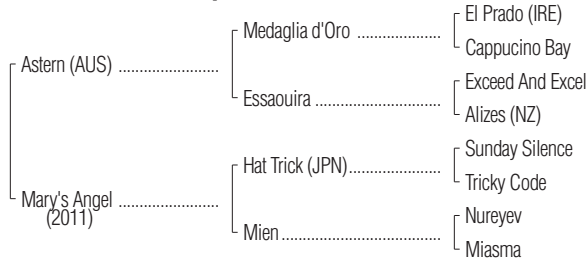 El Prado (IRE)
Medaglia d'Oro ..................
Cappucino Bay
Astern (AUS) ......................
Exceed And Excel
Essaouira ..........................
Alizes (NZ)
Sunday Silence
Hat Trick (JPN)....................
Tricky Code
Mary's Angel ......................
(2011)
Nureyev
Mien...................................
Miasma